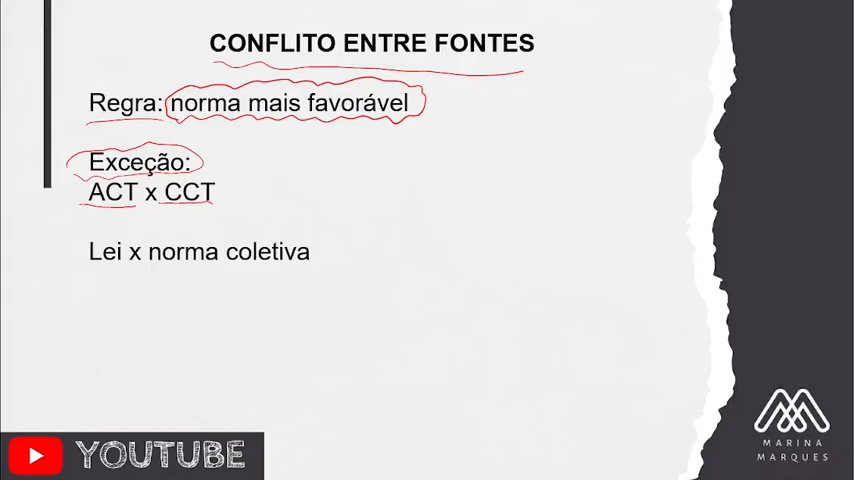 CONFLITO ENTRE FONTES
Regra: norma mais favorável
Exceção:
ACT x CCT
Lei x norma coletiva
YOUTUBE
MARINA
MARQUES